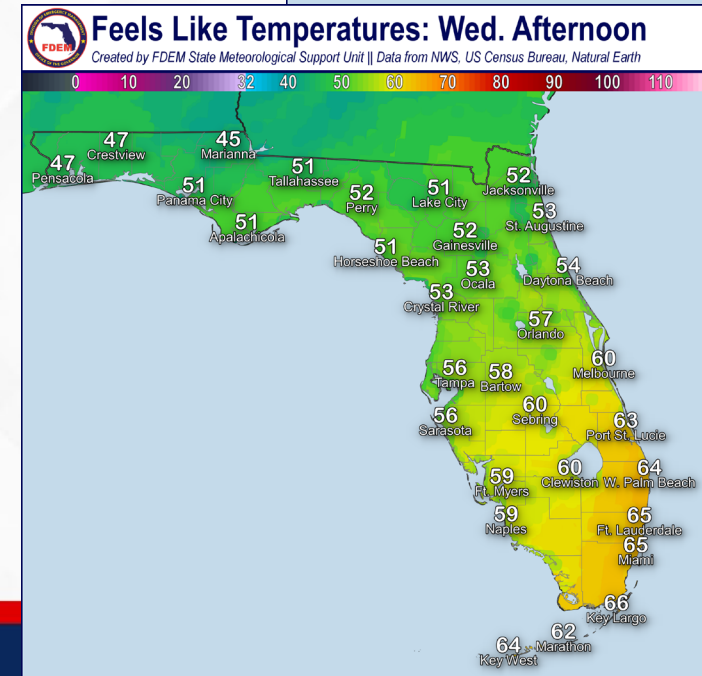 Feels Like Temperatures: Wed. Afternoon
FDEM
Created by FDEM State Meteorological Support Unit || Data from NWS, US Census Bureau, Natural Earth
0 10 20 32 40 50 60 70 80 90 100 110
47
Crestview
45
Marianna
47
Pensacola
51
Tallahassee
51
Panama City
52
Perry
51
Lake City
52
Jacksonville
51
Apalachicola
53
St. Augustine
52
Gainesville
51
Horseshoe Beach
53
Ocala
54
Daytona Beach
53
Crystal River
57
Orlando
60
Melbourne
56
Tampa
58
Bartow
56
Sarasota
60
Sebring
63
Port St. Lucie
59
Ft. Myers
60
Clewiston
64
W. Palm Beach
59
Naples
65
Ft. Lauderdale
65
Miami
66
Key Largo
62
Marathon
64
Key West